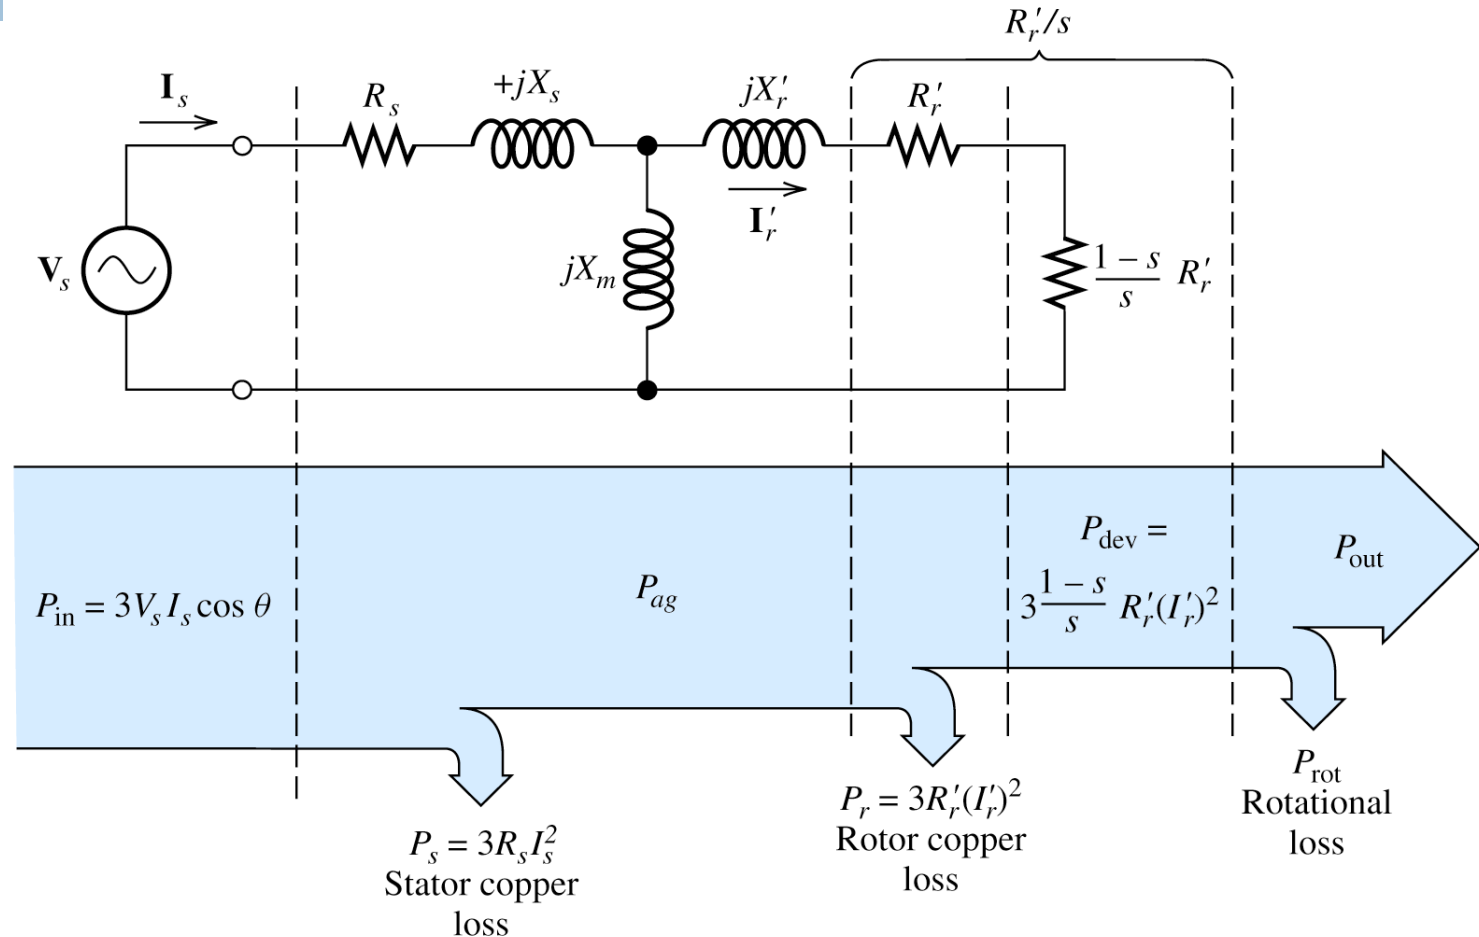 R′r/s
Is
Rs
+jXs
jX′r
R′r
I′r
Vs
jXm
1 − s
s
R′r
Pdev =
Pin = 3VsIs cos θ
Pag
3 1 − s
s
R′r(I′r)²
Pout
Ps = 3RsIs²
Stator copper
loss
Pr = 3R′r(I′r)²
Rotor copper
loss
Prot
Rotational
loss